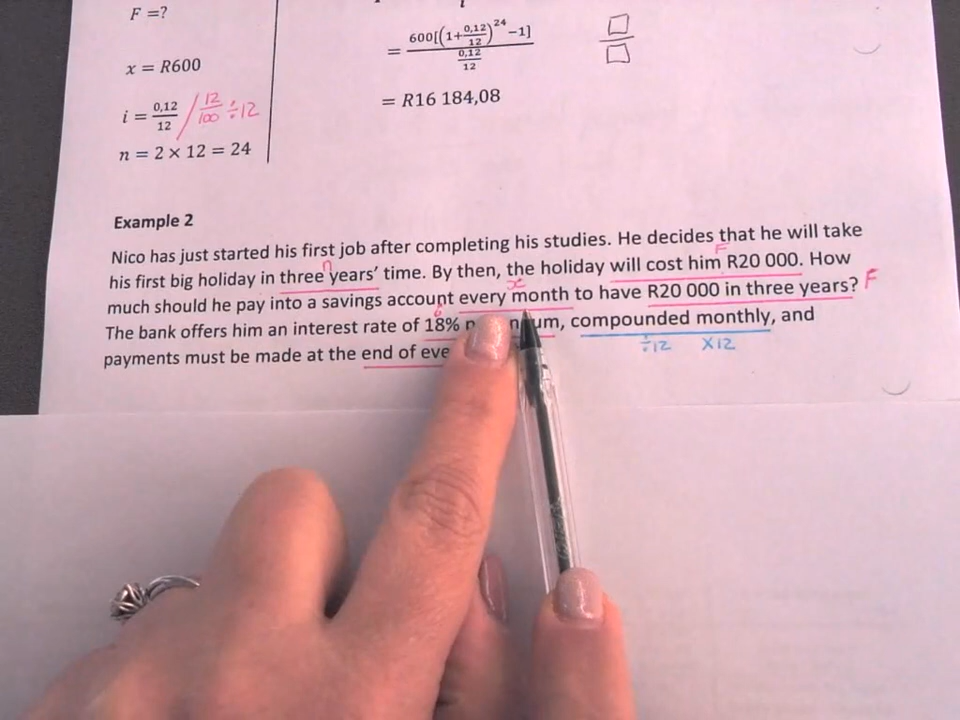 F =?
i
= 600[(1+0,12/12)^24 −1] / 0,12/12
x = R600
i = 0,12/12 / 12/100 ÷12
= R16 184,08
n = 2 × 12 = 24
Example 2
Nico has just started his first job after completing his studies. He decides that he will take
n F
his first big holiday in three years’ time. By then, the holiday will cost him R20 000. How
x
much should he pay into a savings account every month to have R20 000 in three years? F
The bank offers him an interest rate of 18% compounded monthly, and
÷12 X12
payments must be made at the end of